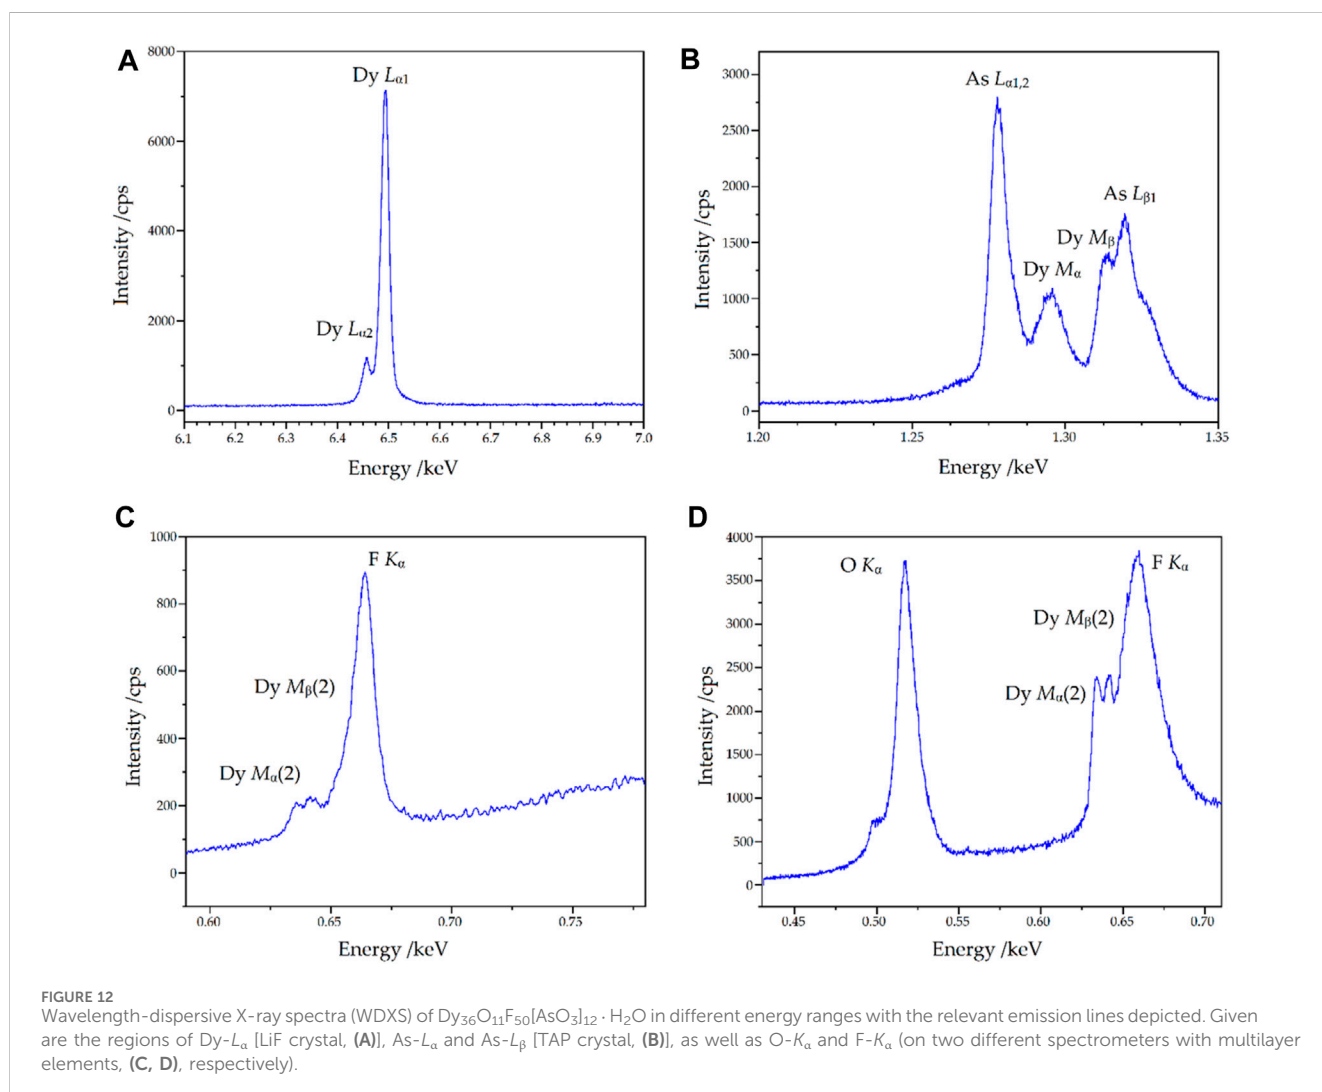 A
8000
6000
4000
2000
0
Intensity /cps
Dy Lα1
Dy Lα2
6.1 6.2 6.3 6.4 6.5 6.6 6.7 6.8 6.9 7.0
Energy /keV
B
3000
2500
2000
1500
1000
500
0
Intensity /cps
As Lα1,2
As Lβ1
Dy Mβ
Dy Mα
1.20 1.25 1.30 1.35
Energy /keV
C
1000
800
600
400
200
0
Intensity /cps
F Kα
Dy Mβ(2)
Dy Mα(2)
0.60 0.65 0.70 0.75
Energy /keV
D
4000
3500
3000
2500
2000
1500
1000
500
0
Intensity /cps
O Kα
F Kα
Dy Mβ(2)
Dy Mα(2)
0.45 0.50 0.55 0.60 0.65 0.70
Energy /keV
FIGURE 12
Wavelength-dispersive X-ray spectra (WDXS) of Dy₃₆O₁₁F₅₀[AsO₃]₁₂ · H₂O in different energy ranges with the relevant emission lines depicted. Given
are the regions of Dy-Lα [LiF crystal, (A)], As-Lα and As-Lβ [TAP crystal, (B)], as well as O-Kα and F-Kα (on two different spectrometers with multilayer
elements, (C, D), respectively).